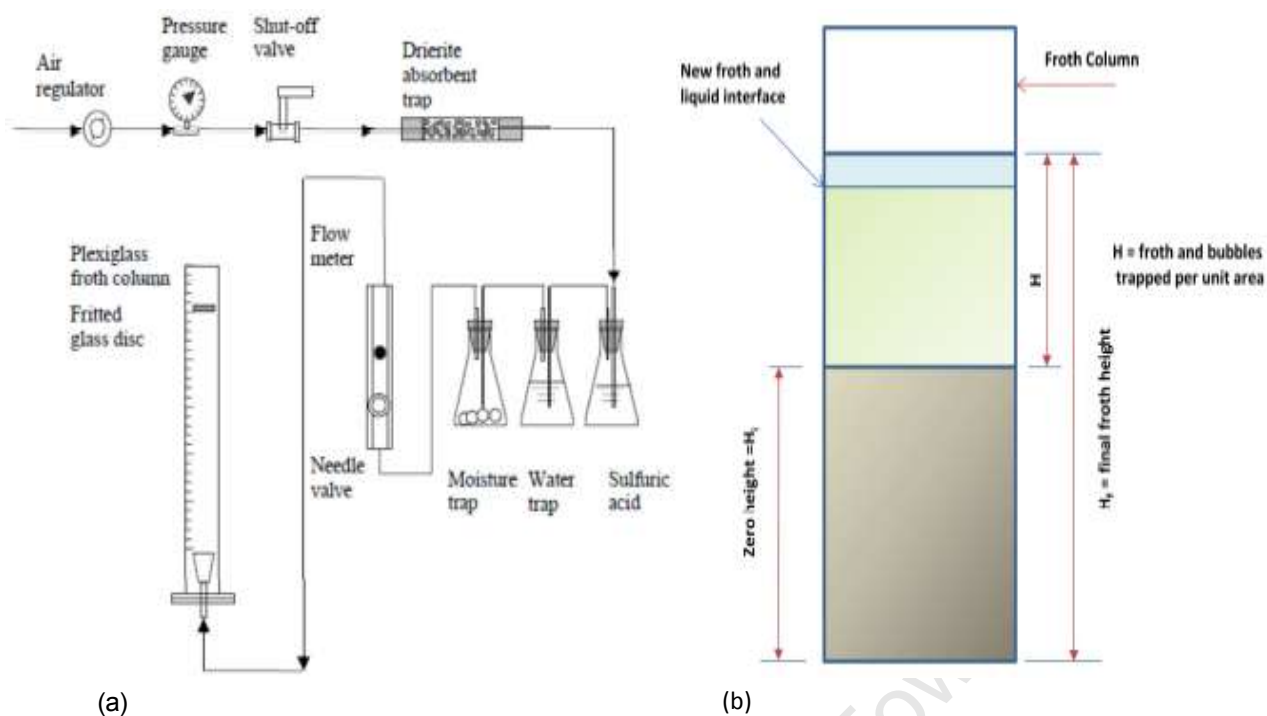 Air
regulator
Pressure
gauge
Shut-off
valve
Drierite
absorbent
trap
Plexiglass
froth column
Fritted
glass disc
Flow
meter
Needle
valve
Moisture
trap
Water
trap
Sulfuric
acid
(a)
New froth and
liquid interface
Froth Column
H
H = froth and bubbles
trapped per unit area
Zero height =
= final froth height
(b)
Tow